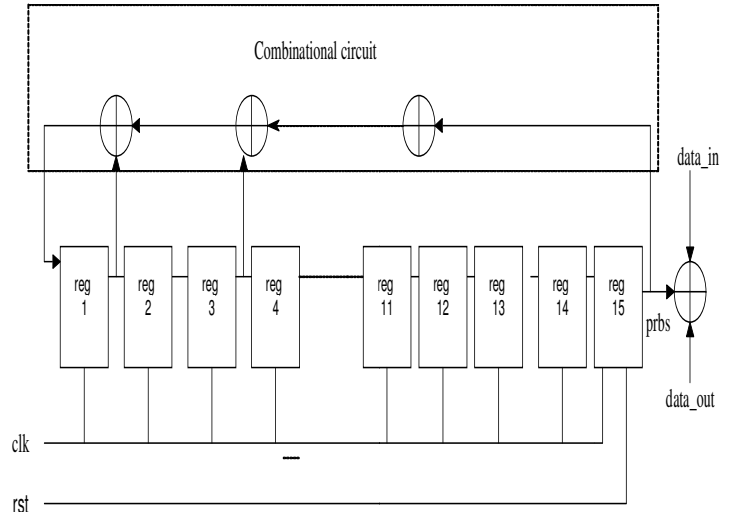 Combinational circuit
data_in
reg 1
reg 2
reg 3
reg 4
reg 11
reg 12
reg 13
reg 14
reg 15
prbs
data_out
clk
rst